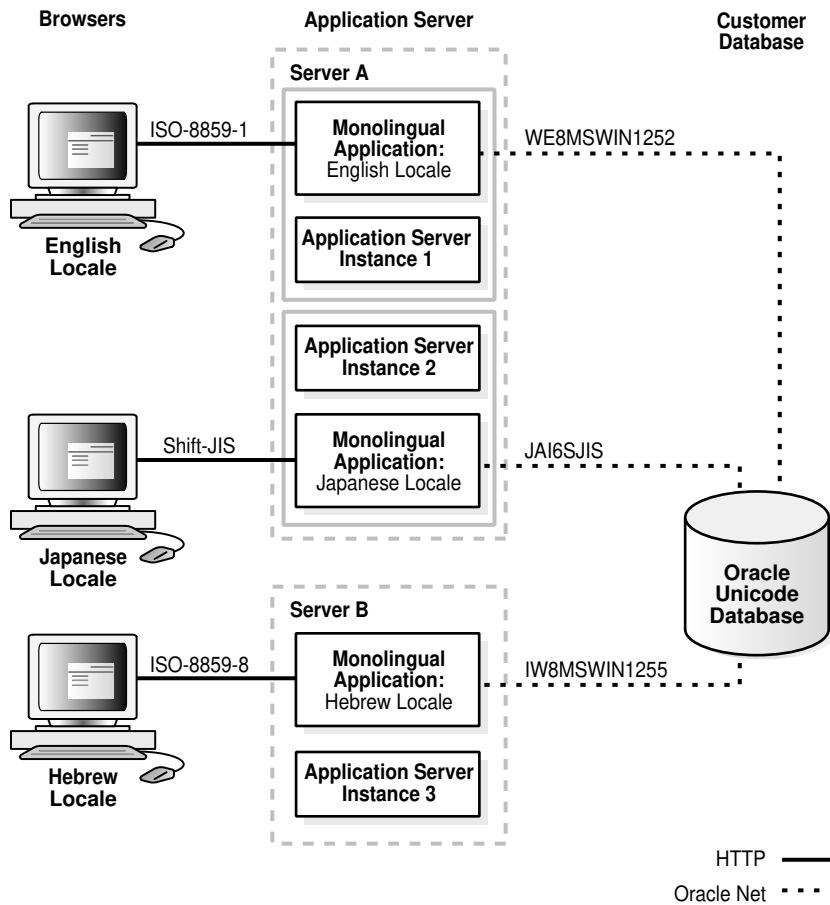 Browsers
Application Server
Customer
Database
Server A
ISO-8859-1
Monolingual
Application:
English Locale
WE8MSWIN1252
English
Locale
Application Server
Instance 1
Application Server
Instance 2
Shift-JIS
Monolingual
Application:
Japanese Locale
JAI6SJIS
Japanese
Locale
Oracle
Unicode
Database
Server B
ISO-8859-8
Monolingual
Application:
Hebrew Locale
IW8MSWIN1255
Hebrew
Locale
Application Server
Instance 3
HTTP
Oracle Net